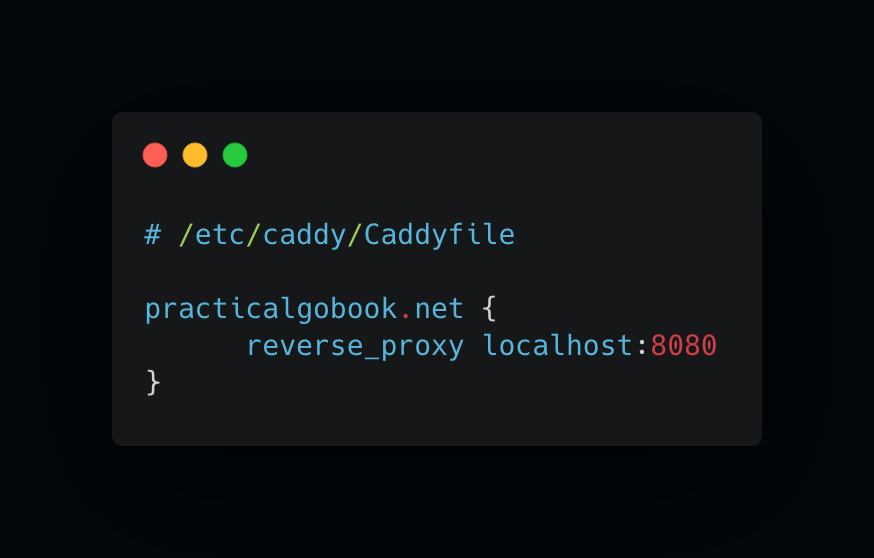 # /etc/caddy/Caddyfile
practicalgobook.net {
reverse_proxy localhost:8080
}